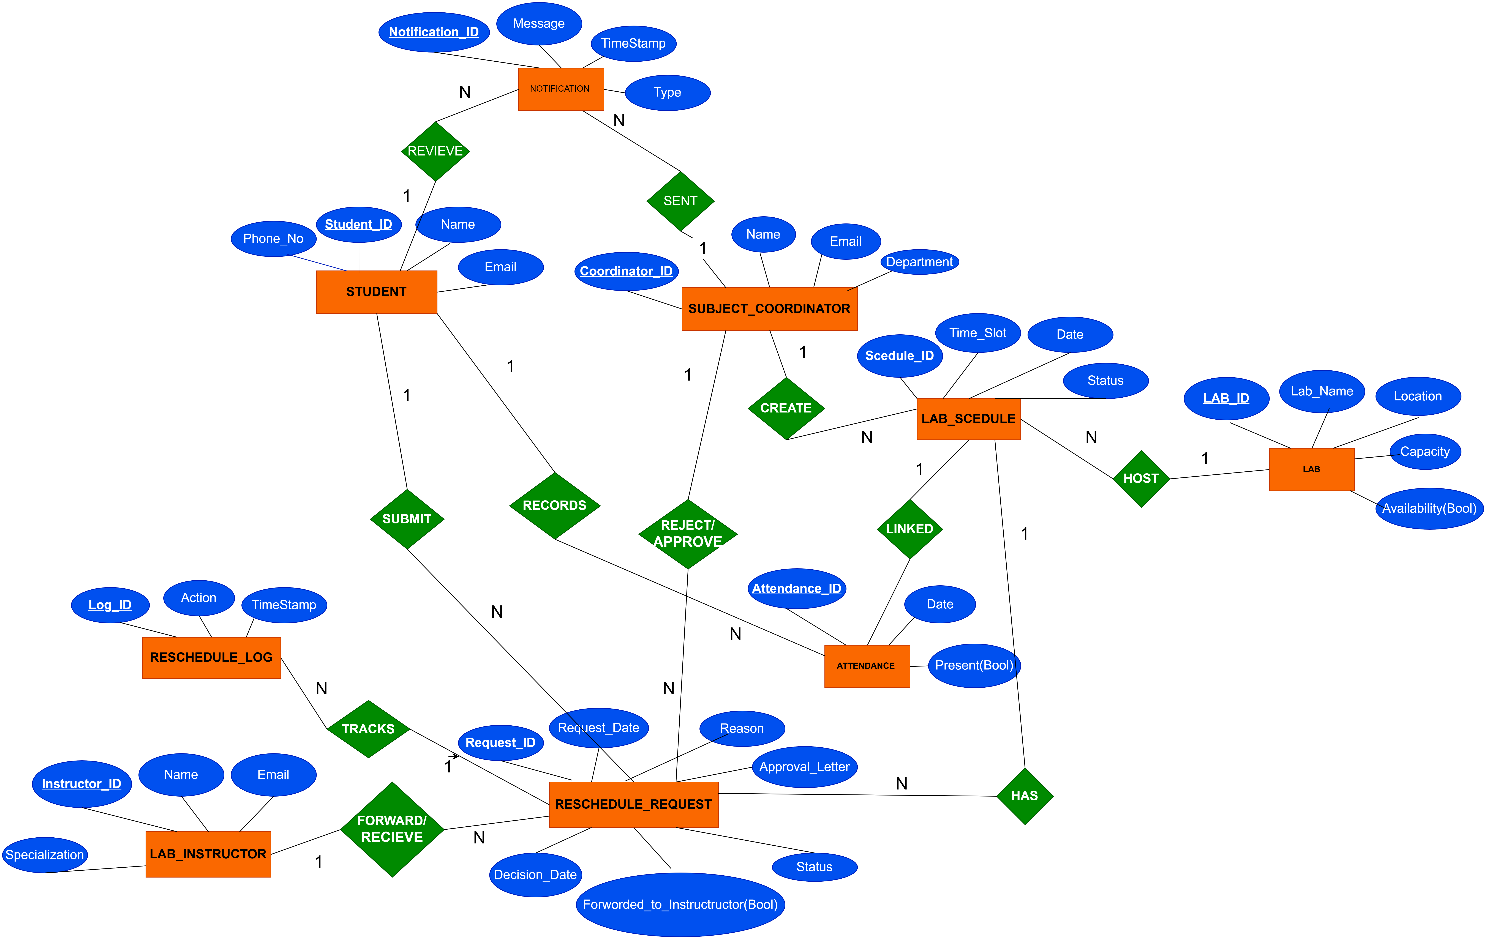 Notification_ID
Message
TimeStamp
Type
NOTIFICATION
N
N
REVIEVE
SENT
1
1
Phone_No
Student_ID
Name
Email
STUDENT
Coordinator_ID
Name
Email
Department
SUBJECT_COORDINATOR
1
1
1
1
CREATE
N
Scedule_ID
Time_Slot
Date
Status
LAB_SCEDULE
N
HOST
1
LAB_ID
Lab_Name
Location
Capacity
Availability(Bool)
LAB
SUBMIT
RECORDS
REJECT/
APPROVE
1
LINKED
1
Attendance_ID
Date
Present(Bool)
ATTENDANCE
N
N
N
Log_ID
Action
TimeStamp
RESCHEDULE_LOG
N
TRACKS
1
Request_ID
Request_Date
Reason
Approval_Letter
RESCHEDULE_REQUEST
N
HAS
Instructor_ID
Name
Email
Specialization
LAB_INSTRUCTOR
1
FORWARD/
RECIEVE
N
Decision_Date
Forworded_to_Instructructor(Bool)
Status